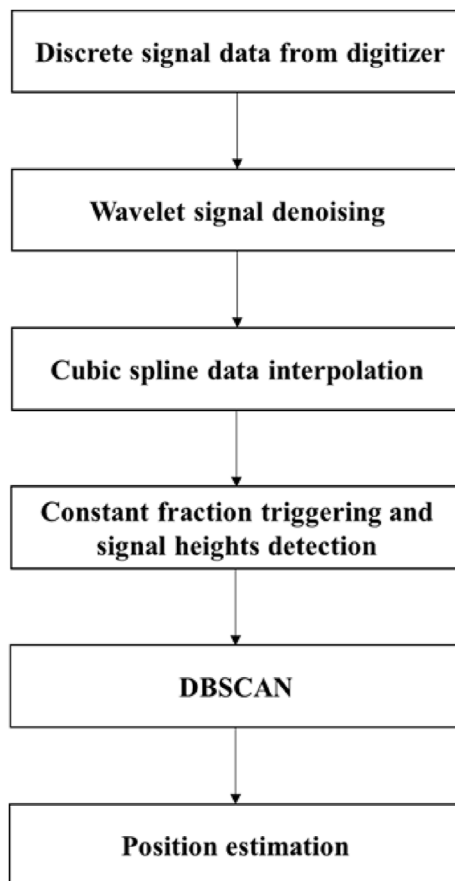 Discrete signal data from digitizer
Wavelet signal denoising
Cubic spline data interpolation
Constant fraction triggering and
signal heights detection
DBSCAN
Position estimation